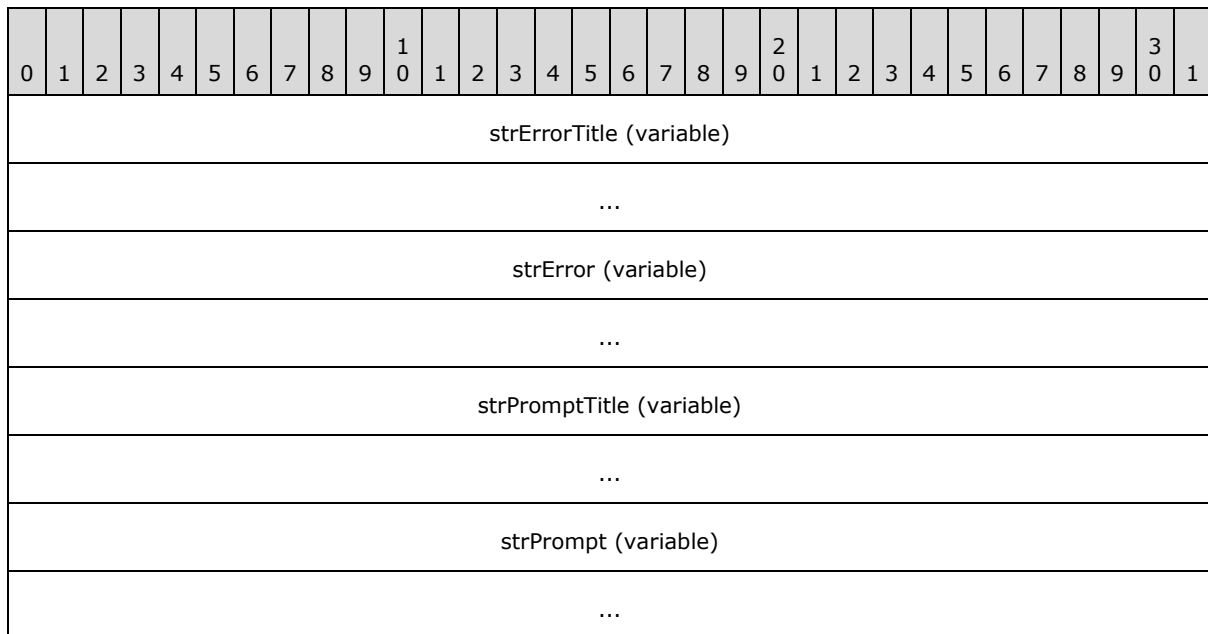 0 1 2 3 4 5 6 7 8 9 1 0 1 2 3 4 5 6 7 8 9 2 0 1 2 3 4 5 6 7 8 9 3 0 1
strErrorTitle (variable)
...
strError (variable)
...
strPromptTitle (variable)
...
strPrompt (variable)
...